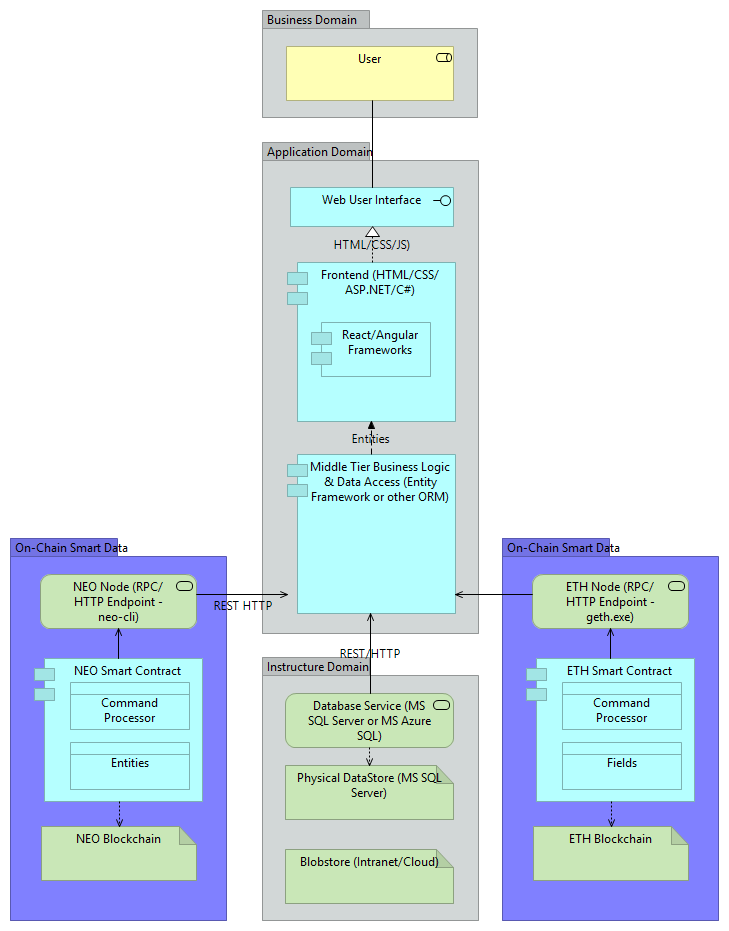 Business Domain
User
Application Domain
Web User Interface
HTML/CSS/JS)
Frontend (HTML/CSS/
ASP.NET/C#)
React/Angular
Frameworks
Entities
Middle Tier Business Logic
& Data Access (Entity
Framework or other ORM)
On-Chain Smart Data
NEO Node (RPC/
HTTP Endpoint -
neo-cli)
REST HTTP
NEO Smart Contract
Command
Processor
Entities
NEO Blockchain
REST/HTTP
Instructure Domain
Database Service (MS
SQL Server or MS Azure
SQL)
Physical DataStore (MS SQL
Server)
Blobstore (Intranet/Cloud)
On-Chain Smart Data
ETH Node (RPC/
HTTP Endpoint -
geth.exe)
ETH Smart Contract
Command
Processor
Fields
ETH Blockchain